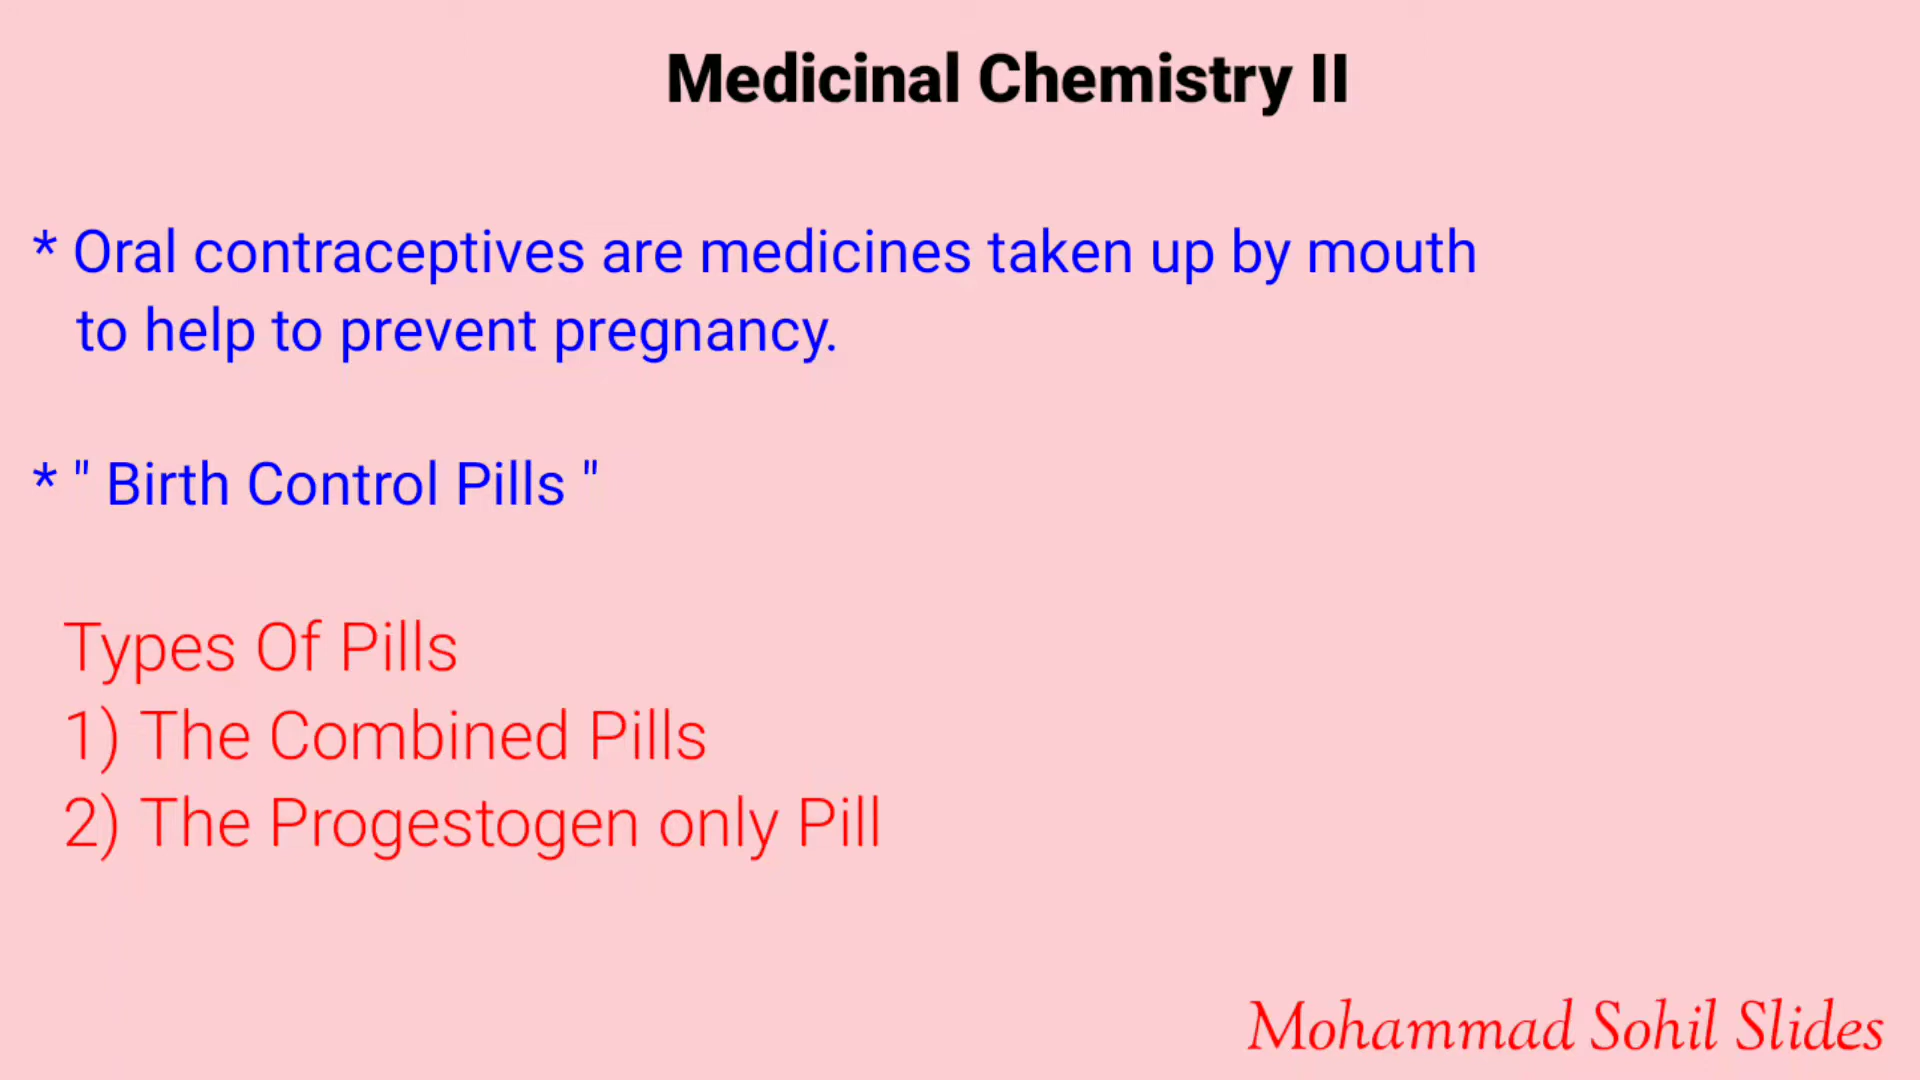 Medicinal Chemistry II
* Oral contraceptives are medicines taken up by mouth
to help to prevent pregnancy.
* " Birth Control Pills "
Types Of Pills
1) The Combined Pills
2) The Progestogen only Pill
Mohammad Sohil Slides